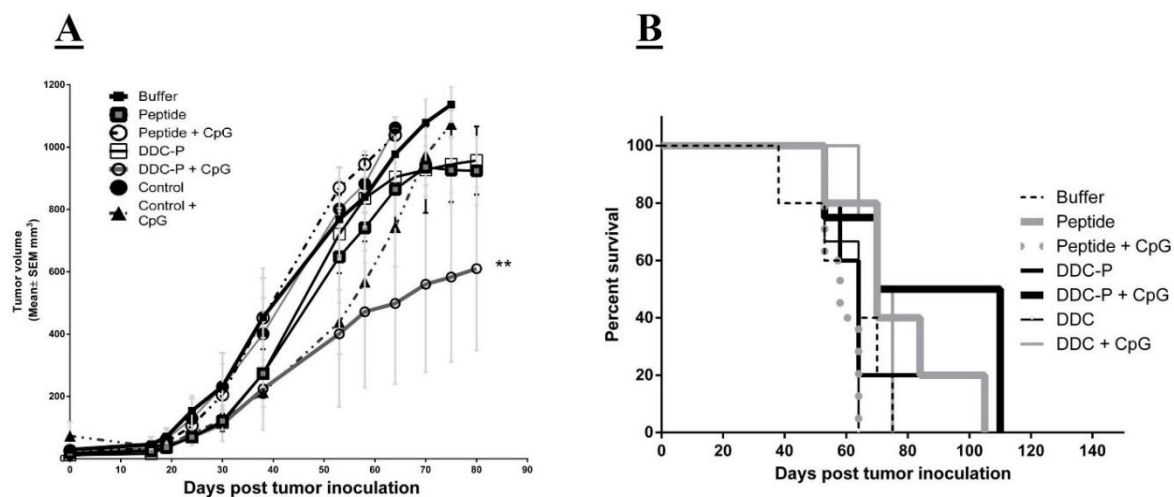 A
Tumor volume
(Mean± SEM mm³)
1200
1000
800
600
400
200
0
Buffer
Peptide
Peptide + CpG
DDC-P
DDC-P + CpG
Control
Control +
CpG
**
0 10 20 30 40 50 60 70 80 90
Days post tumor inoculation
B
Percent survival
100
80
60
40
20
0
Buffer
Peptide
Peptide + CpG
DDC-P
DDC-P + CpG
DDC
DDC + CpG
0 20 40 60 80 100 120 140
Days post tumor inoculation